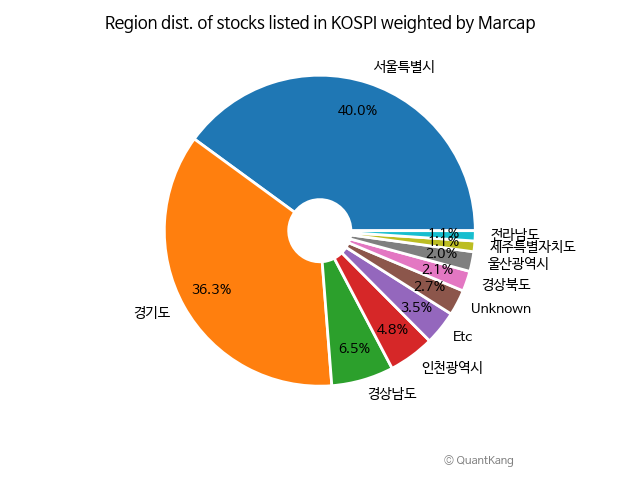 Region dist. of stocks listed in KOSPI weighted by Marcap
서울특별시
40.0%
경기도
36.3%
경상남도
6.5%
인천광역시
4.8%
Etc
3.5%
Unknown
2.7%
경상북도
2.1%
울산광역시
2.0%
제주특별자치도
1.1%
전라남도
1.1%
© QuantKang